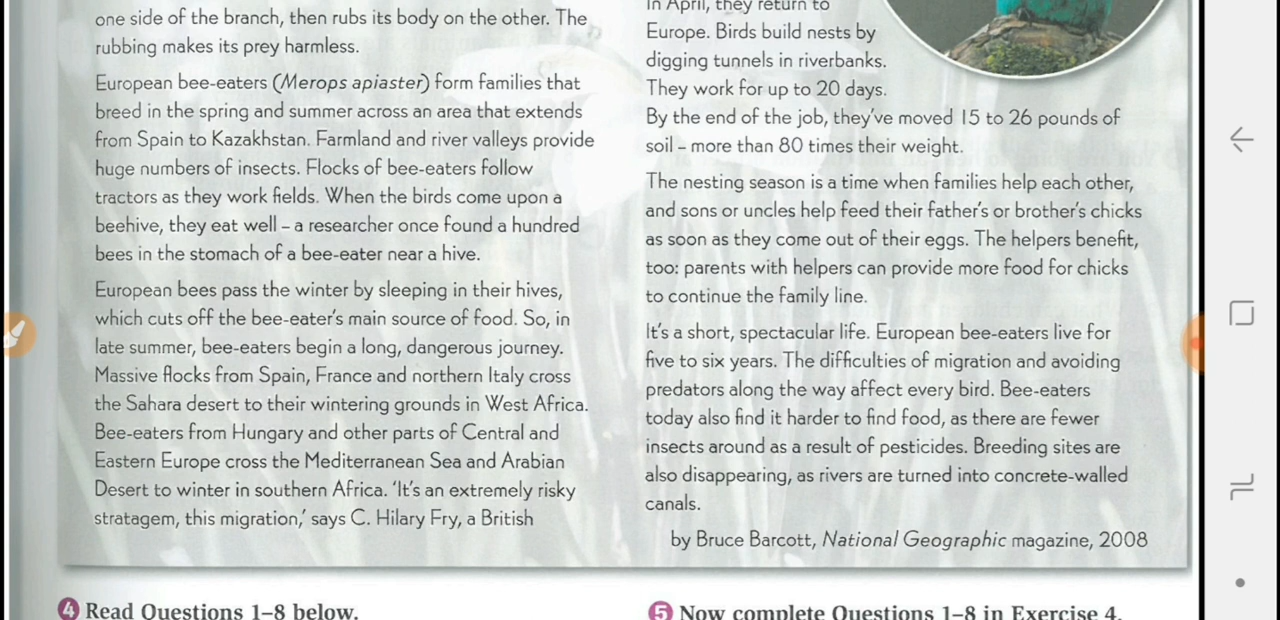 one side of the branch, then rubs its body on the other. The
rubbing makes its prey harmless.
European bee-eaters (Merops apiaster) form families that
breed in the spring and summer across an area that extends
from Spain to Kazakhstan. Farmland and river valleys provide
huge numbers of insects. Flocks of bee-eaters follow
tractors as they work fields. When the birds come upon a
beehive, they eat well – a researcher once found a hundred
bees in the stomach of a bee-eater near a hive.
European bees pass the winter by sleeping in their hives,
which cuts off the bee-eater's main source of food. So, in
late summer, bee-eaters begin a long, dangerous journey.
Massive flocks from Spain, France and northern Italy cross
the Sahara desert to their wintering grounds in West Africa.
Bee-eaters from Hungary and other parts of Central and
Eastern Europe cross the Mediterranean Sea and Arabian
Desert to winter in southern Africa. 'It's an extremely risky
stratagem, this migration,' says C. Hilary Fry, a British
In April, they return to
Europe. Birds build nests by
digging tunnels in riverbanks.
They work for up to 20 days.
By the end of the job, they've moved 15 to 26 pounds of
soil – more than 80 times their weight.
The nesting season is a time when families help each other,
and sons or uncles help feed their father's or brother's chicks
as soon as they come out of their eggs. The helpers benefit,
too: parents with helpers can provide more food for chicks
to continue the family line.
It's a short, spectacular life. European bee-eaters live for
five to six years. The difficulties of migration and avoiding
predators along the way affect every bird. Bee-eaters
today also find it harder to find food, as there are fewer
insects around as a result of pesticides. Breeding sites are
also disappearing, as rivers are turned into concrete-walled
canals.
by Bruce Barcott, National Geographic magazine, 2008
4 Read Questions 1–8 below.
5 Now complete Questions 1–8 in Exercise 4.